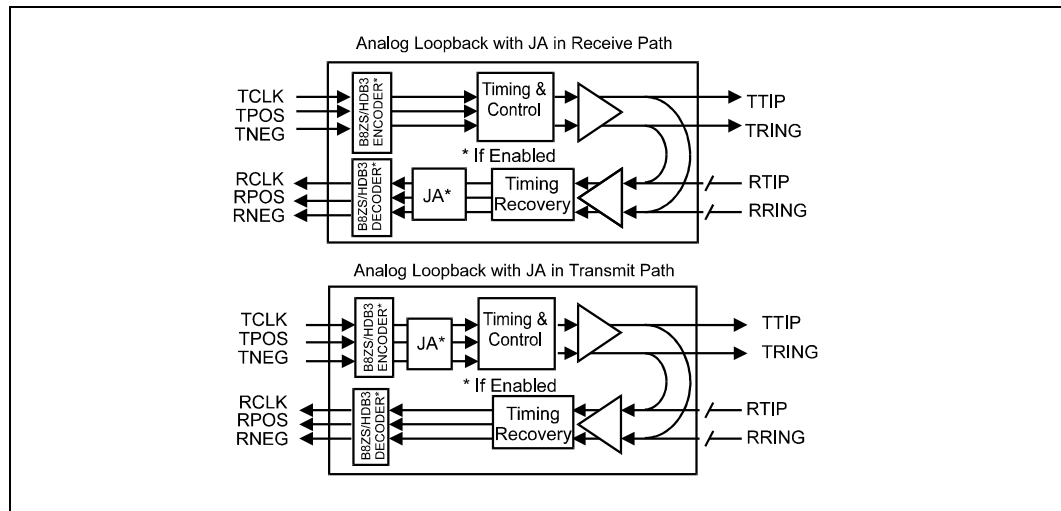 Analog Loopback with JA in Receive Path
TCLK
TPOS
TNEG
B8ZS/HDB3
ENCODER*
Timing &
Control
TTIP
TRING
* If Enabled
RCLK
RPOS
RNEG
B8ZS/HDB3
DECODER*
JA*
Timing
Recovery
RTIP
RRING
Analog Loopback with JA in Transmit Path
TCLK
TPOS
TNEG
B8ZS/HDB3
ENCODER*
JA*
Timing &
Control
TTIP
TRING
* If Enabled
RCLK
RPOS
RNEG
B8ZS/HDB3
DECODER*
Timing
Recovery
RTIP
RRING